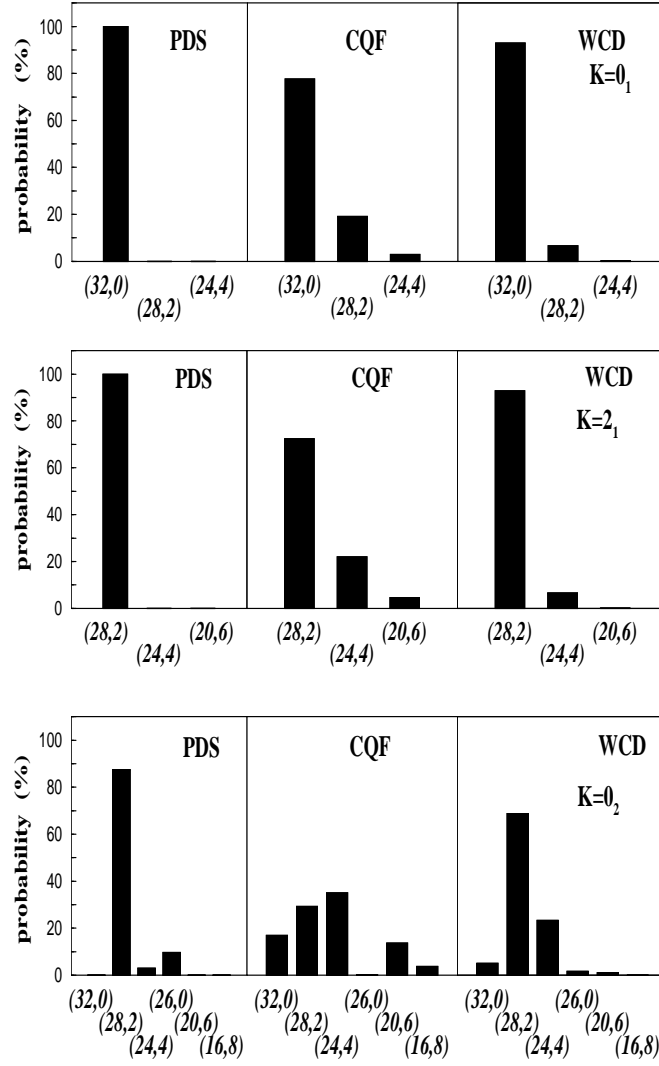 PDS CQF WCD
K=0₁
probability (%)
100
80
60
40
20
0
(32,0) (24,4) (32,0) (24,4) (32,0) (24,4)
(28,2) (28,2) (28,2)
PDS CQF WCD
K=2₁
probability (%)
100
80
60
40
20
0
(28,2) (20,6) (28,2) (20,6) (28,2) (20,6)
(24,4) (24,4) (24,4)
PDS CQF WCD
K=0₂
probability (%)
100
80
60
40
20
0
(32,0) (26,0) (32,0) (26,0) (32,0) (26,0)
(28,2) (20,6) (28,2) (20,6) (28,2) (20,6)
(24,4) (16,8) (24,4) (16,8) (24,4) (16,8)